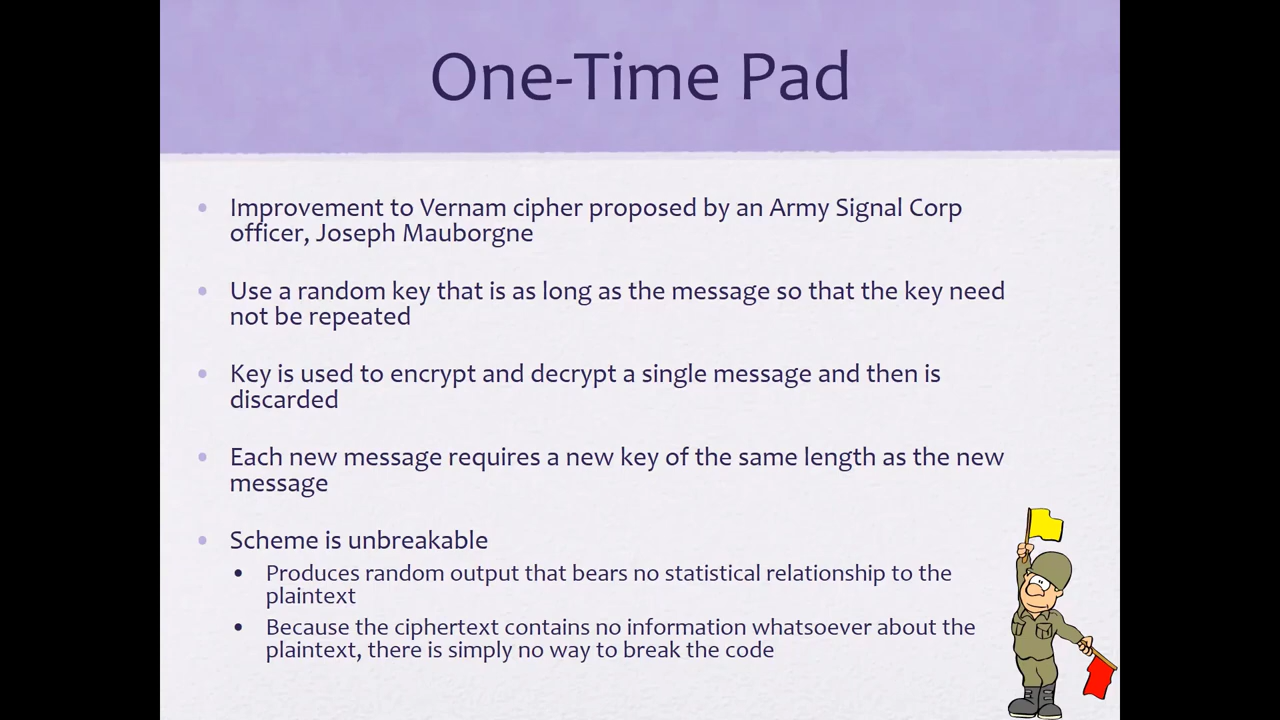 One-Time Pad
Improvement to Vernam cipher proposed by an Army Signal Corp
officer, Joseph Mauborgne
Use a random key that is as long as the message so that the key need
not be repeated
Key is used to encrypt and decrypt a single message and then is
discarded
Each new message requires a new key of the same length as the new
message
Scheme is unbreakable
Produces random output that bears no statistical relationship to the
plaintext
Because the ciphertext contains no information whatsoever about the
plaintext, there is simply no way to break the code